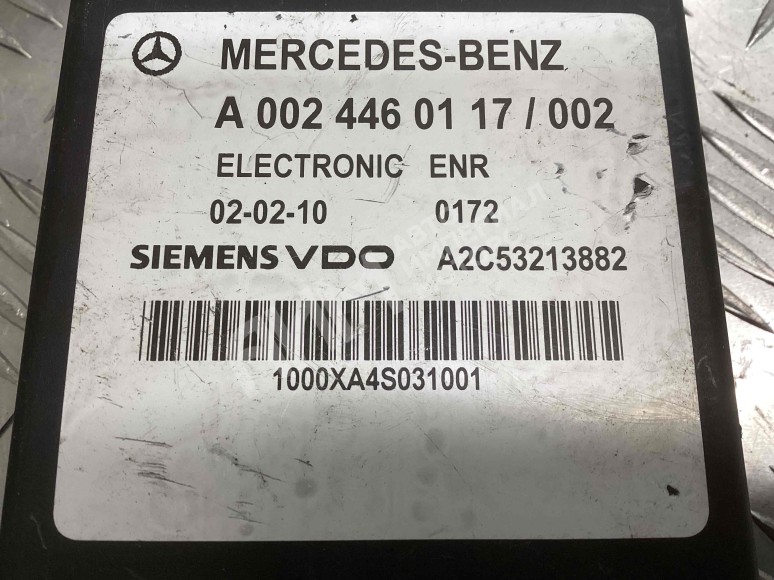 MERCEDES-BENZ
A 002 446 01 17 / 002
ELECTRONIC ENR
02-02-10 0172
SIEMENS VDO A2C53213882
1000XA4S031001